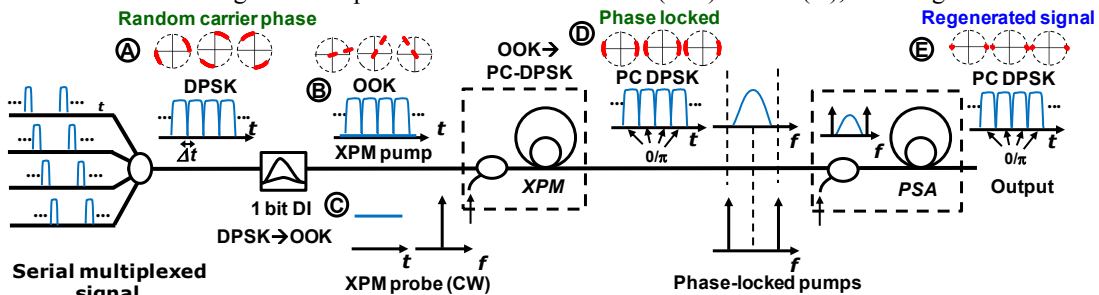 Random carrier phase
Phase locked
Regenerated signal
A
B
D
E
OOK→
PC-DPSK
DPSK
OOK
PC DPSK
PC DPSK
t
Δt
t
XPM pump
t
0/π
t
f
f
0/π
t
XPM
PSA
Output
1 bit DI
DPSK→OOK
C
t
f
XPM probe (CW)
f
Phase-locked pumps
Serial multiplexed
signal